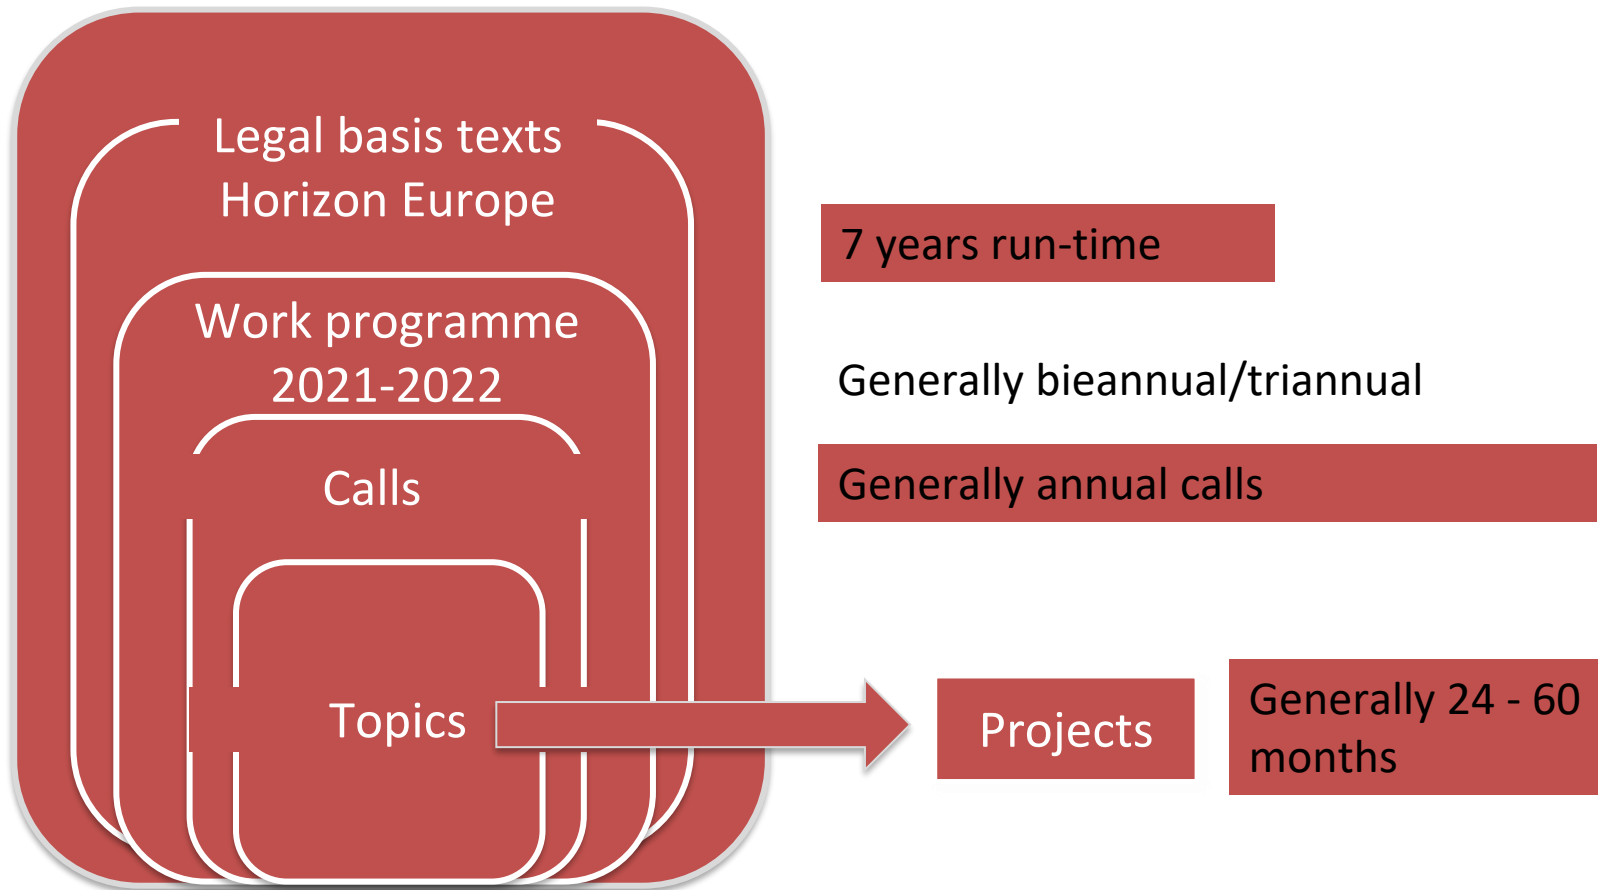 Legal basis texts
Horizon Europe
7 years run-time
Work programme
2021-2022
Generally bieannual/triannual
Calls
Generally annual calls
Topics
Projects
Generally 24 - 60
months